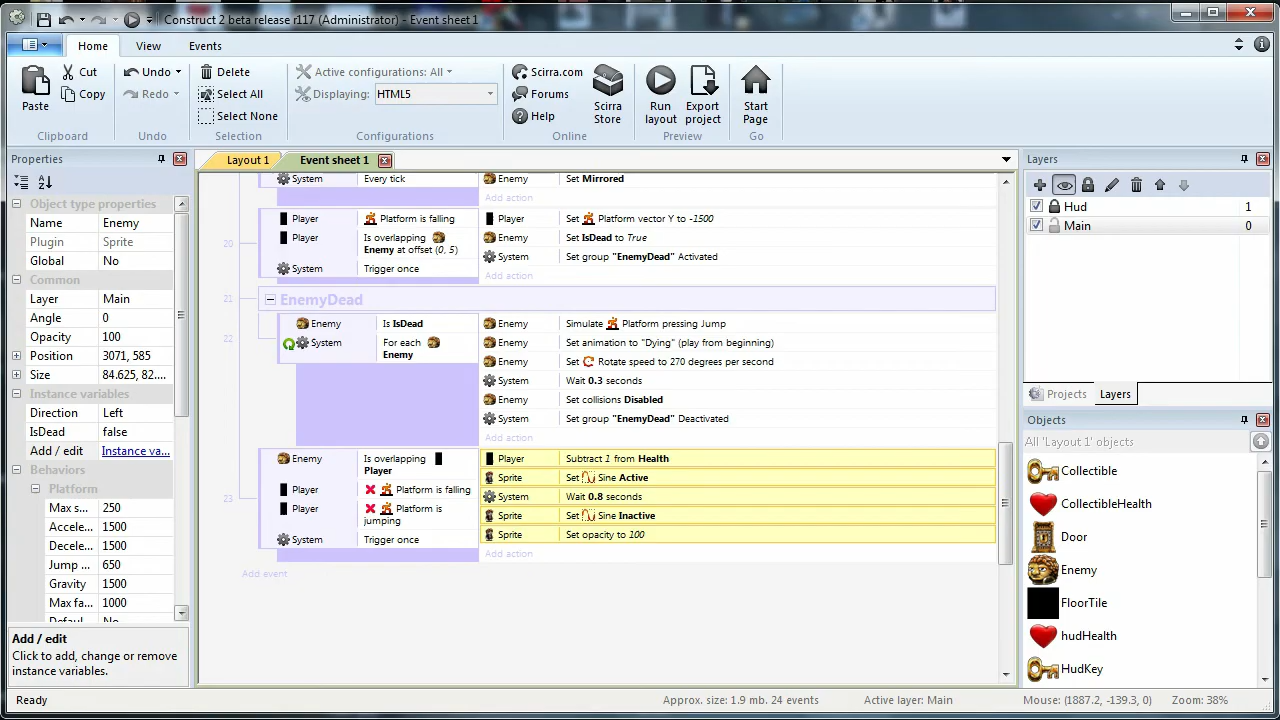 Construct 2 beta release r117 (Administrator) - Event sheet 1
Home View Events
Paste
Cut
Copy
Clipboard
Undo
Redo
Undo
Delete
Select All
Select None
Selection
Active configurations: All
Displaying: HTML5
Configurations
Scirra.com
Forums
Help
Scirra Store
Online
Run layout
Export project
Preview
Start Page
Go
Properties
Object type properties
Name Enemy
Plugin Sprite
Global No
Common
Layer Main
Angle 0
Opacity 100
Position 3071, 585
Size 84.625, 82....
Instance variables
Direction Left
IsDead false
Add / edit Instance va...
Behaviors
Platform
Max s... 250
Accele... 1500
Decele... 1500
Jump ... 650
Gravity 1500
Max fa... 1000
Add / edit
Click to add, change or remove
instance variables.
Layout 1 Event sheet 1
System Every tick Enemy Set Mirrored
Add action
20
Player Platform is falling Player Set Platform vector Y to -1500
Player Is overlapping Enemy at offset (0, 5) Enemy Set IsDead to True
System Trigger once System Set group "EnemyDead" Activated
Add action
21 EnemyDead
22
Enemy Is IsDead Enemy Simulate Platform pressing Jump
System For each Enemy Enemy Set animation to "Dying" (play from beginning)
Enemy Set Rotate speed to 270 degrees per second
System Wait 0.3 seconds
Enemy Set collisions Disabled
System Set group "EnemyDead" Deactivated
Add action
23
Enemy Is overlapping Player Player Subtract 1 from Health
Sprite Set Sine Active
Player Platform is falling System Wait 0.8 seconds
Player Platform is jumping Sprite Set Sine Inactive
System Trigger once Sprite Set opacity to 100
Add action
Add event
Layers
Hud 1
Main 0
Projects Layers
Objects
All 'Layout 1' objects
Collectible
CollectibleHealth
Door
Enemy
FloorTile
hudHealth
HudKey
Ready Approx. size: 1.9 mb. 24 events Active layer: Main Mouse: (1887.2, -139.3, 0) Zoom: 38%